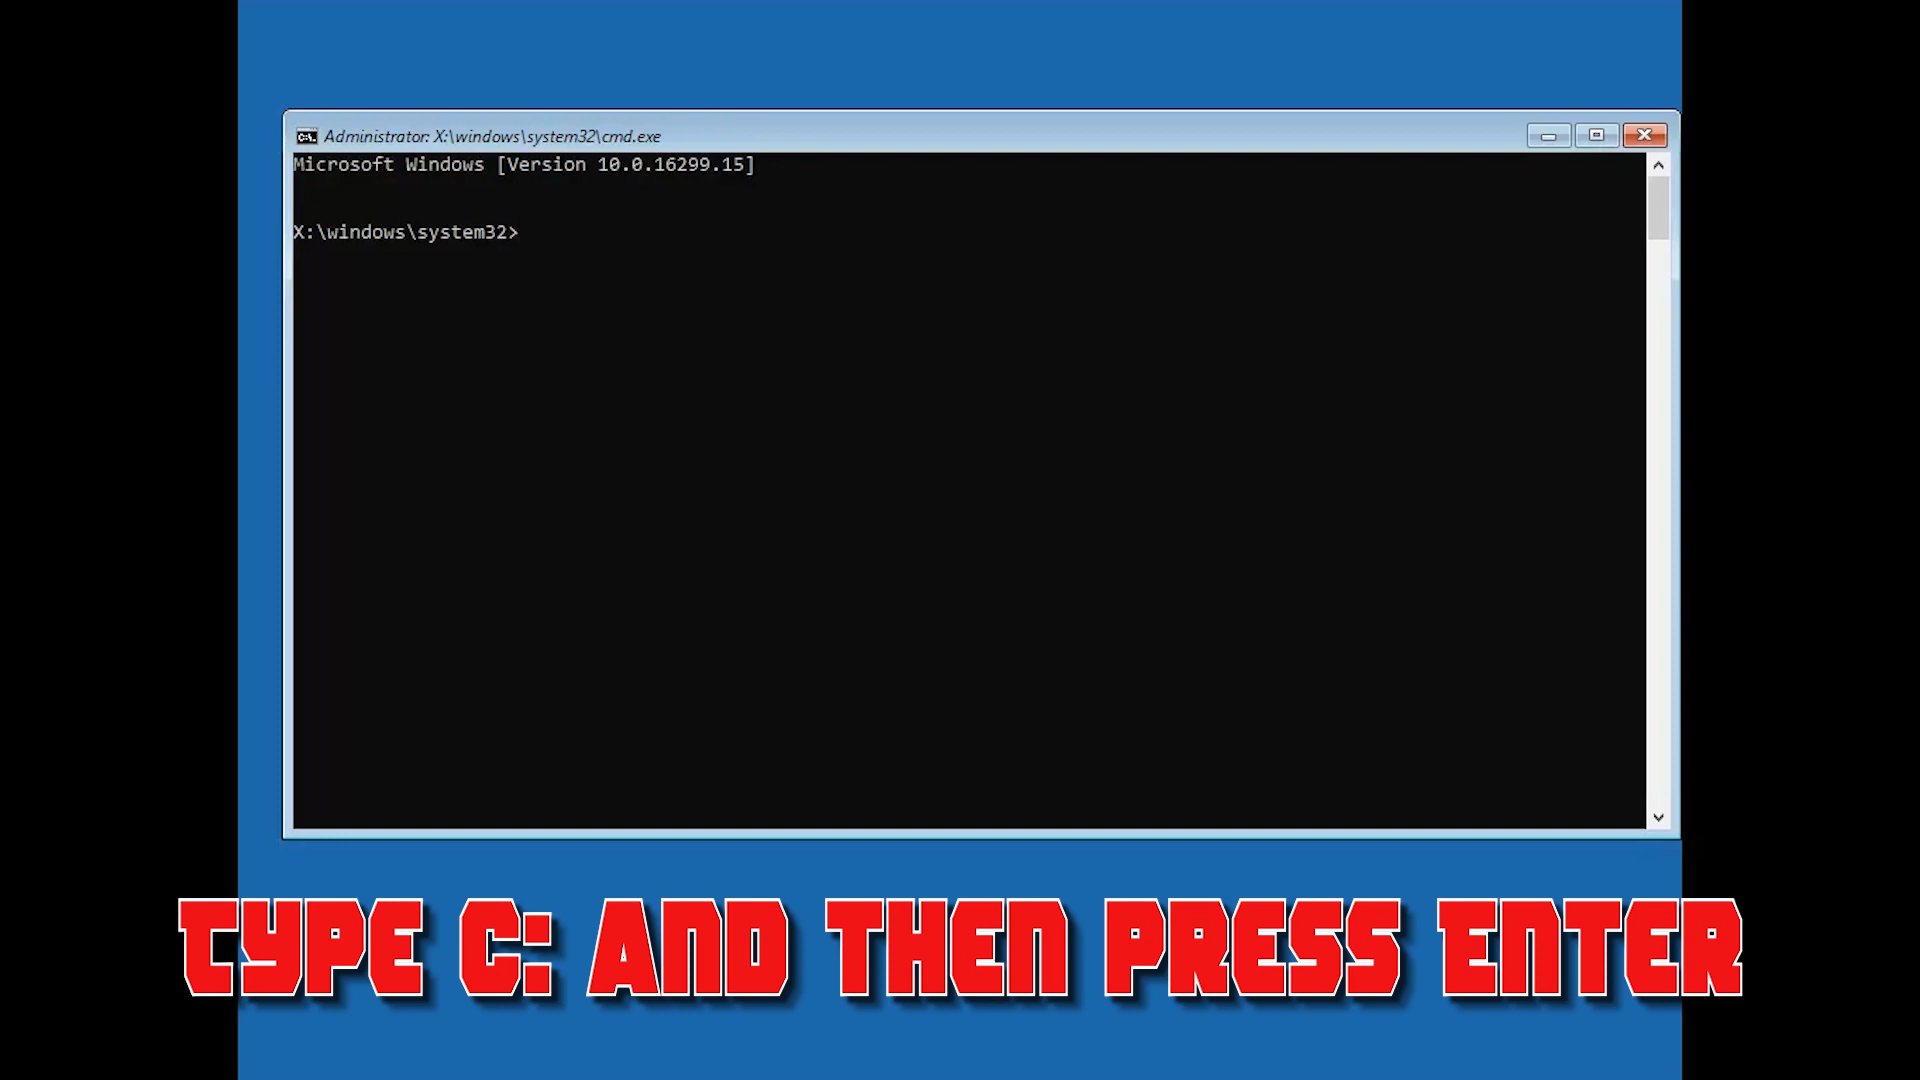 Administrator: X:\windows\system32\cmd.exe
Microsoft Windows [Version 10.0.16299.15]
X:\windows\system32>
TYPE C: AND THEN PRESS ENTER